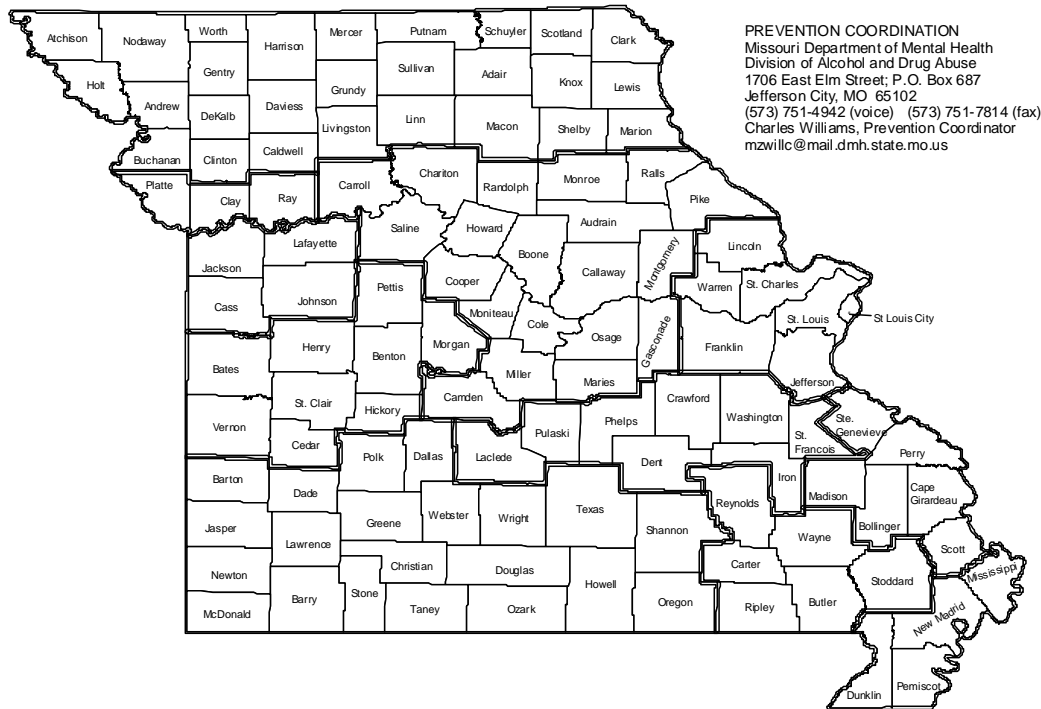 PREVENTION COORDINATION
Missouri Department of Mental Health
Division of Alcohol and Drug Abuse
1706 East Elm Street; P.O. Box 687
Jefferson City, MO 65102
(573) 751-4942 (voice) (573) 751-7814 (fax)
Charles Williams, Prevention Coordinator
mzwillc@mail.dmh.state.mo.us
Atchison
Nodaway
Worth
Harrison
Mercer
Putnam
Schuyler
Scotland
Clark
Holt
Gentry
Grundy
Sullivan
Adair
Knox
Lewis
Andrew
DeKalb
Daviess
Livingston
Linn
Macon
Shelby
Marion
Buchanan
Clinton
Caldwell
Platte
Clay
Ray
Carroll
Chariton
Randolph
Monroe
Ralls
Pike
Saline
Howard
Boone
Audrain
Callaway
Montgomery
Lincoln
Warren
St. Charles
Jackson
Lafayette
Cass
Johnson
Pettis
Cooper
Moniteau
Cole
Osage
Gasconade
Franklin
St. Louis
St Louis City
Jefferson
Bates
Henry
Benton
Morgan
Miller
Maries
Camden
St. Clair
Hickory
Vernon
Cedar
Polk
Dallas
Laclede
Pulaski
Phelps
Crawford
Washington
Dent
St.
Francois
Ste.
Genevieve
Perry
Iron
Madison
Cape
Girardeau
Bollinger
Barton
Dade
Greene
Webster
Wright
Texas
Shannon
Reynolds
Wayne
Scott
Mississippi
Jasper
Lawrence
Newton
Christian
Douglas
Howell
Carter
Stoddard
McDonald
Barry
Stone
Taney
Ozark
Oregon
Ripley
Butler
New Madrid
Dunklin
Pemiscot